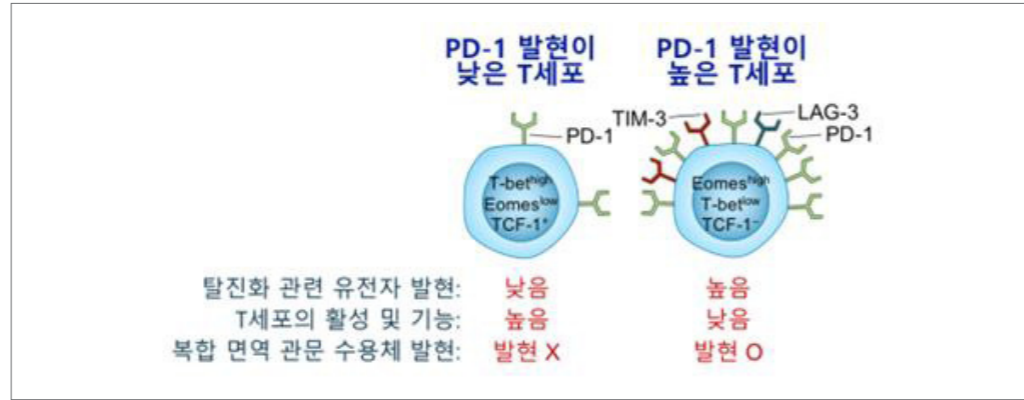 PD-1 발현이
낮은 T세포
PD-1 발현이
높은 T세포
TIM-3
LAG-3
PD-1
PD-1
T-bethigh
Eomeslow
TCF-1+
Eomeshigh
T-betlow
TCF-1-
탈진화 관련 유전자 발현: 낮음 높음
T세포의 활성 및 기능: 높음 낮음
복합 면역 관문 수용체 발현: 발현 X 발현 O